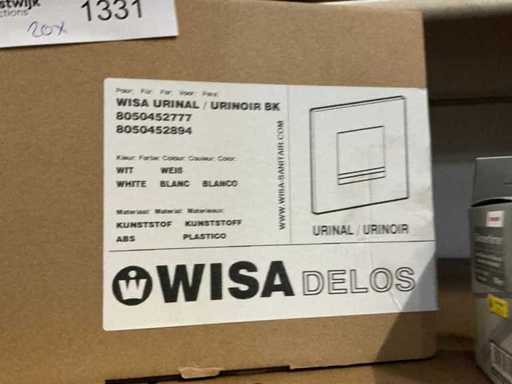 1331
20x
Pour: Für: For: Voor: Para:
WISA URINAL / URINOIR BK
8050452777
8050452894
Kleur: Farbe: Colour: Couleur: Color:
WIT WEIß
WHITE BLANC BLANCO
Materiaal: Material: Materieaux:
KUNSTSTOF KUNSTSTOFF
ABS PLASTICO
WWW.WISA-SANITAIR.COM
URINAL / URINOIR
WISA DELOS